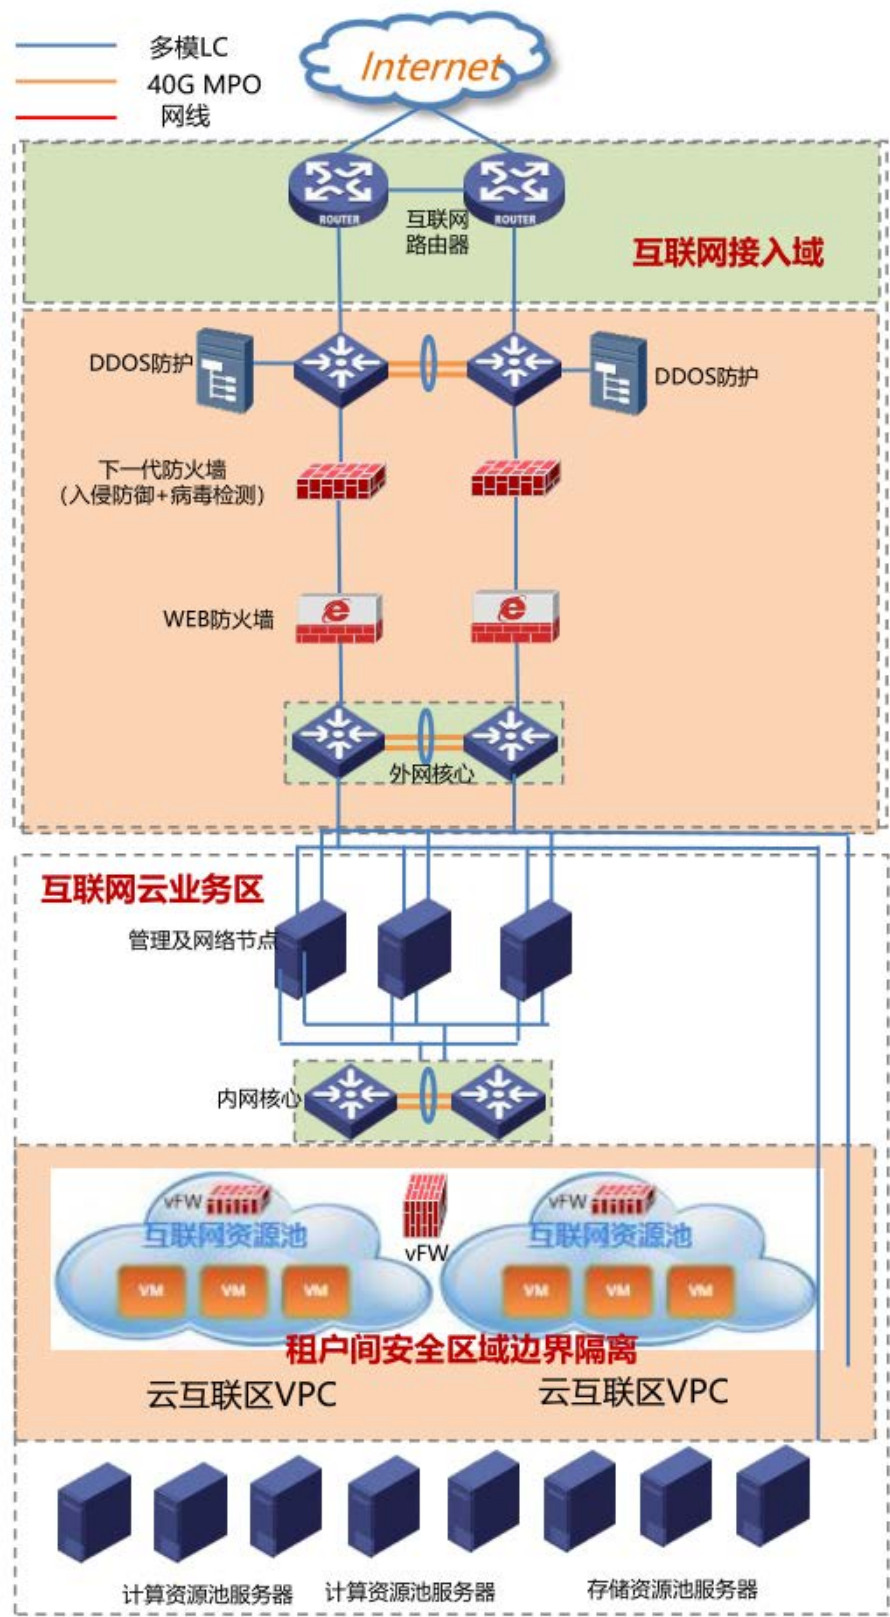 多模LC
40G MPO
网线
Internet
ROUTER
ROUTER
互联网
路由器
互联网接入域
DDOS防护
DDOS防护
下一代防火墙
(入侵防御+病毒检测)
WEB防火墙
外网核心
互联网云业务区
管理及网络节点
内网核心
vFW
互联网资源池
VM VM VM
vFW
vFW
互联网资源池
VM VM VM
租户间安全区域边界隔离
云互联区VPC
云互联区VPC
计算资源池服务器
计算资源池服务器
存储资源池服务器